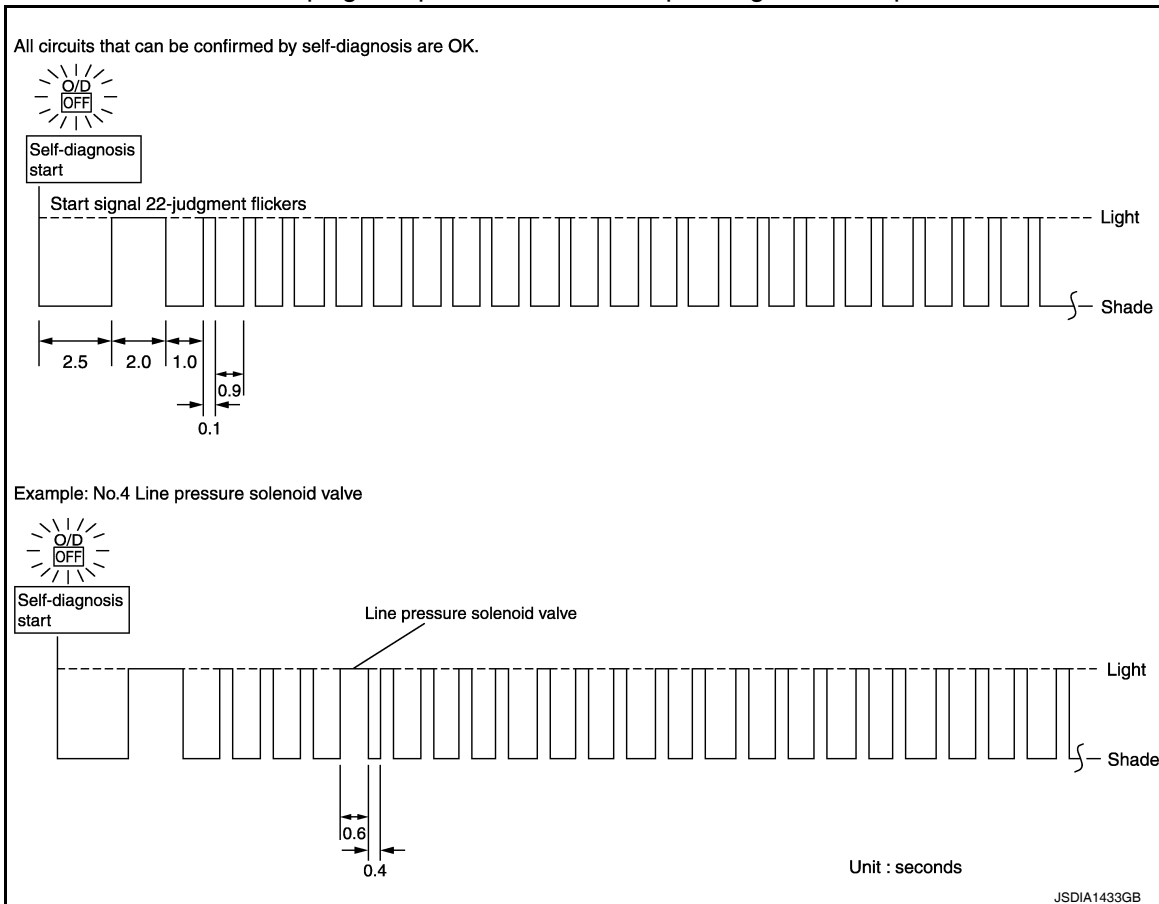 All circuits that can be confirmed by self-diagnosis are OK.
O/D
OFF
Self-diagnosis
start
Start signal 22-judgment flickers
Light
Shade
2.5
2.0
1.0
0.9
0.1
Example: No.4 Line pressure solenoid valve
O/D
OFF
Self-diagnosis
start
Line pressure solenoid valve
Light
Shade
0.6
0.4
Unit : seconds
JSDIA1433GB